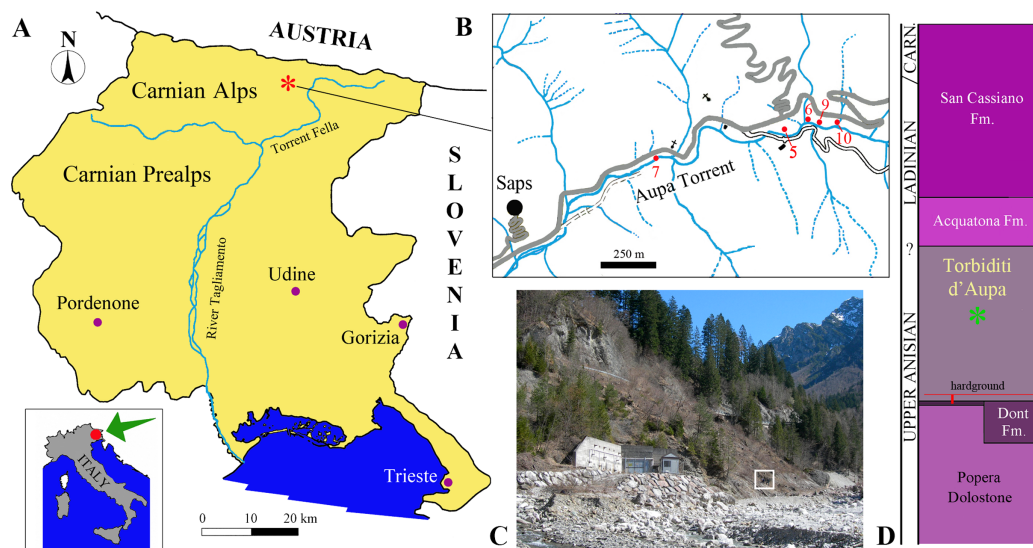 A
N
AUSTRIA
Carnian Alps
Torrent Fella
Carnian Prealps
SLOVENIA
River Tagliamento
Udine
Pordenone
Gorizia
Trieste
ITALY
0 10 20 km
B
6
9
10
5
7
Aupa Torrent
Saps
250 m
C
D
UPPER ANISIAN
?
LADINIAN
/CARN.
San Cassiano
Fm.
Acquatona Fm.
Torbiditi
d'Aupa
hardground
Dont
Fm.
Popera
Dolostone